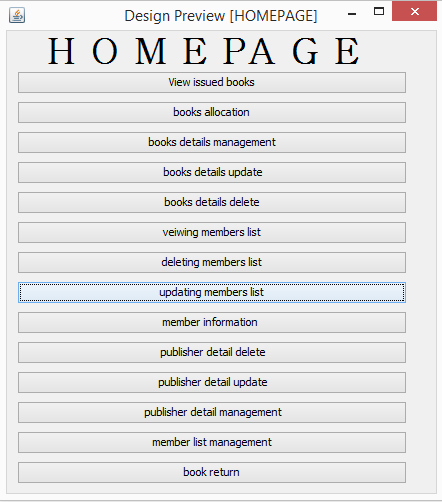 Design Preview [HOMEPAGE]
H O M E P A G E
View issued books
books allocation
books details management
books details update
books details delete
veiwing members list
deleting members list
updating members list
member information
publisher detail delete
publisher detail update
publisher detail management
member list management
book return